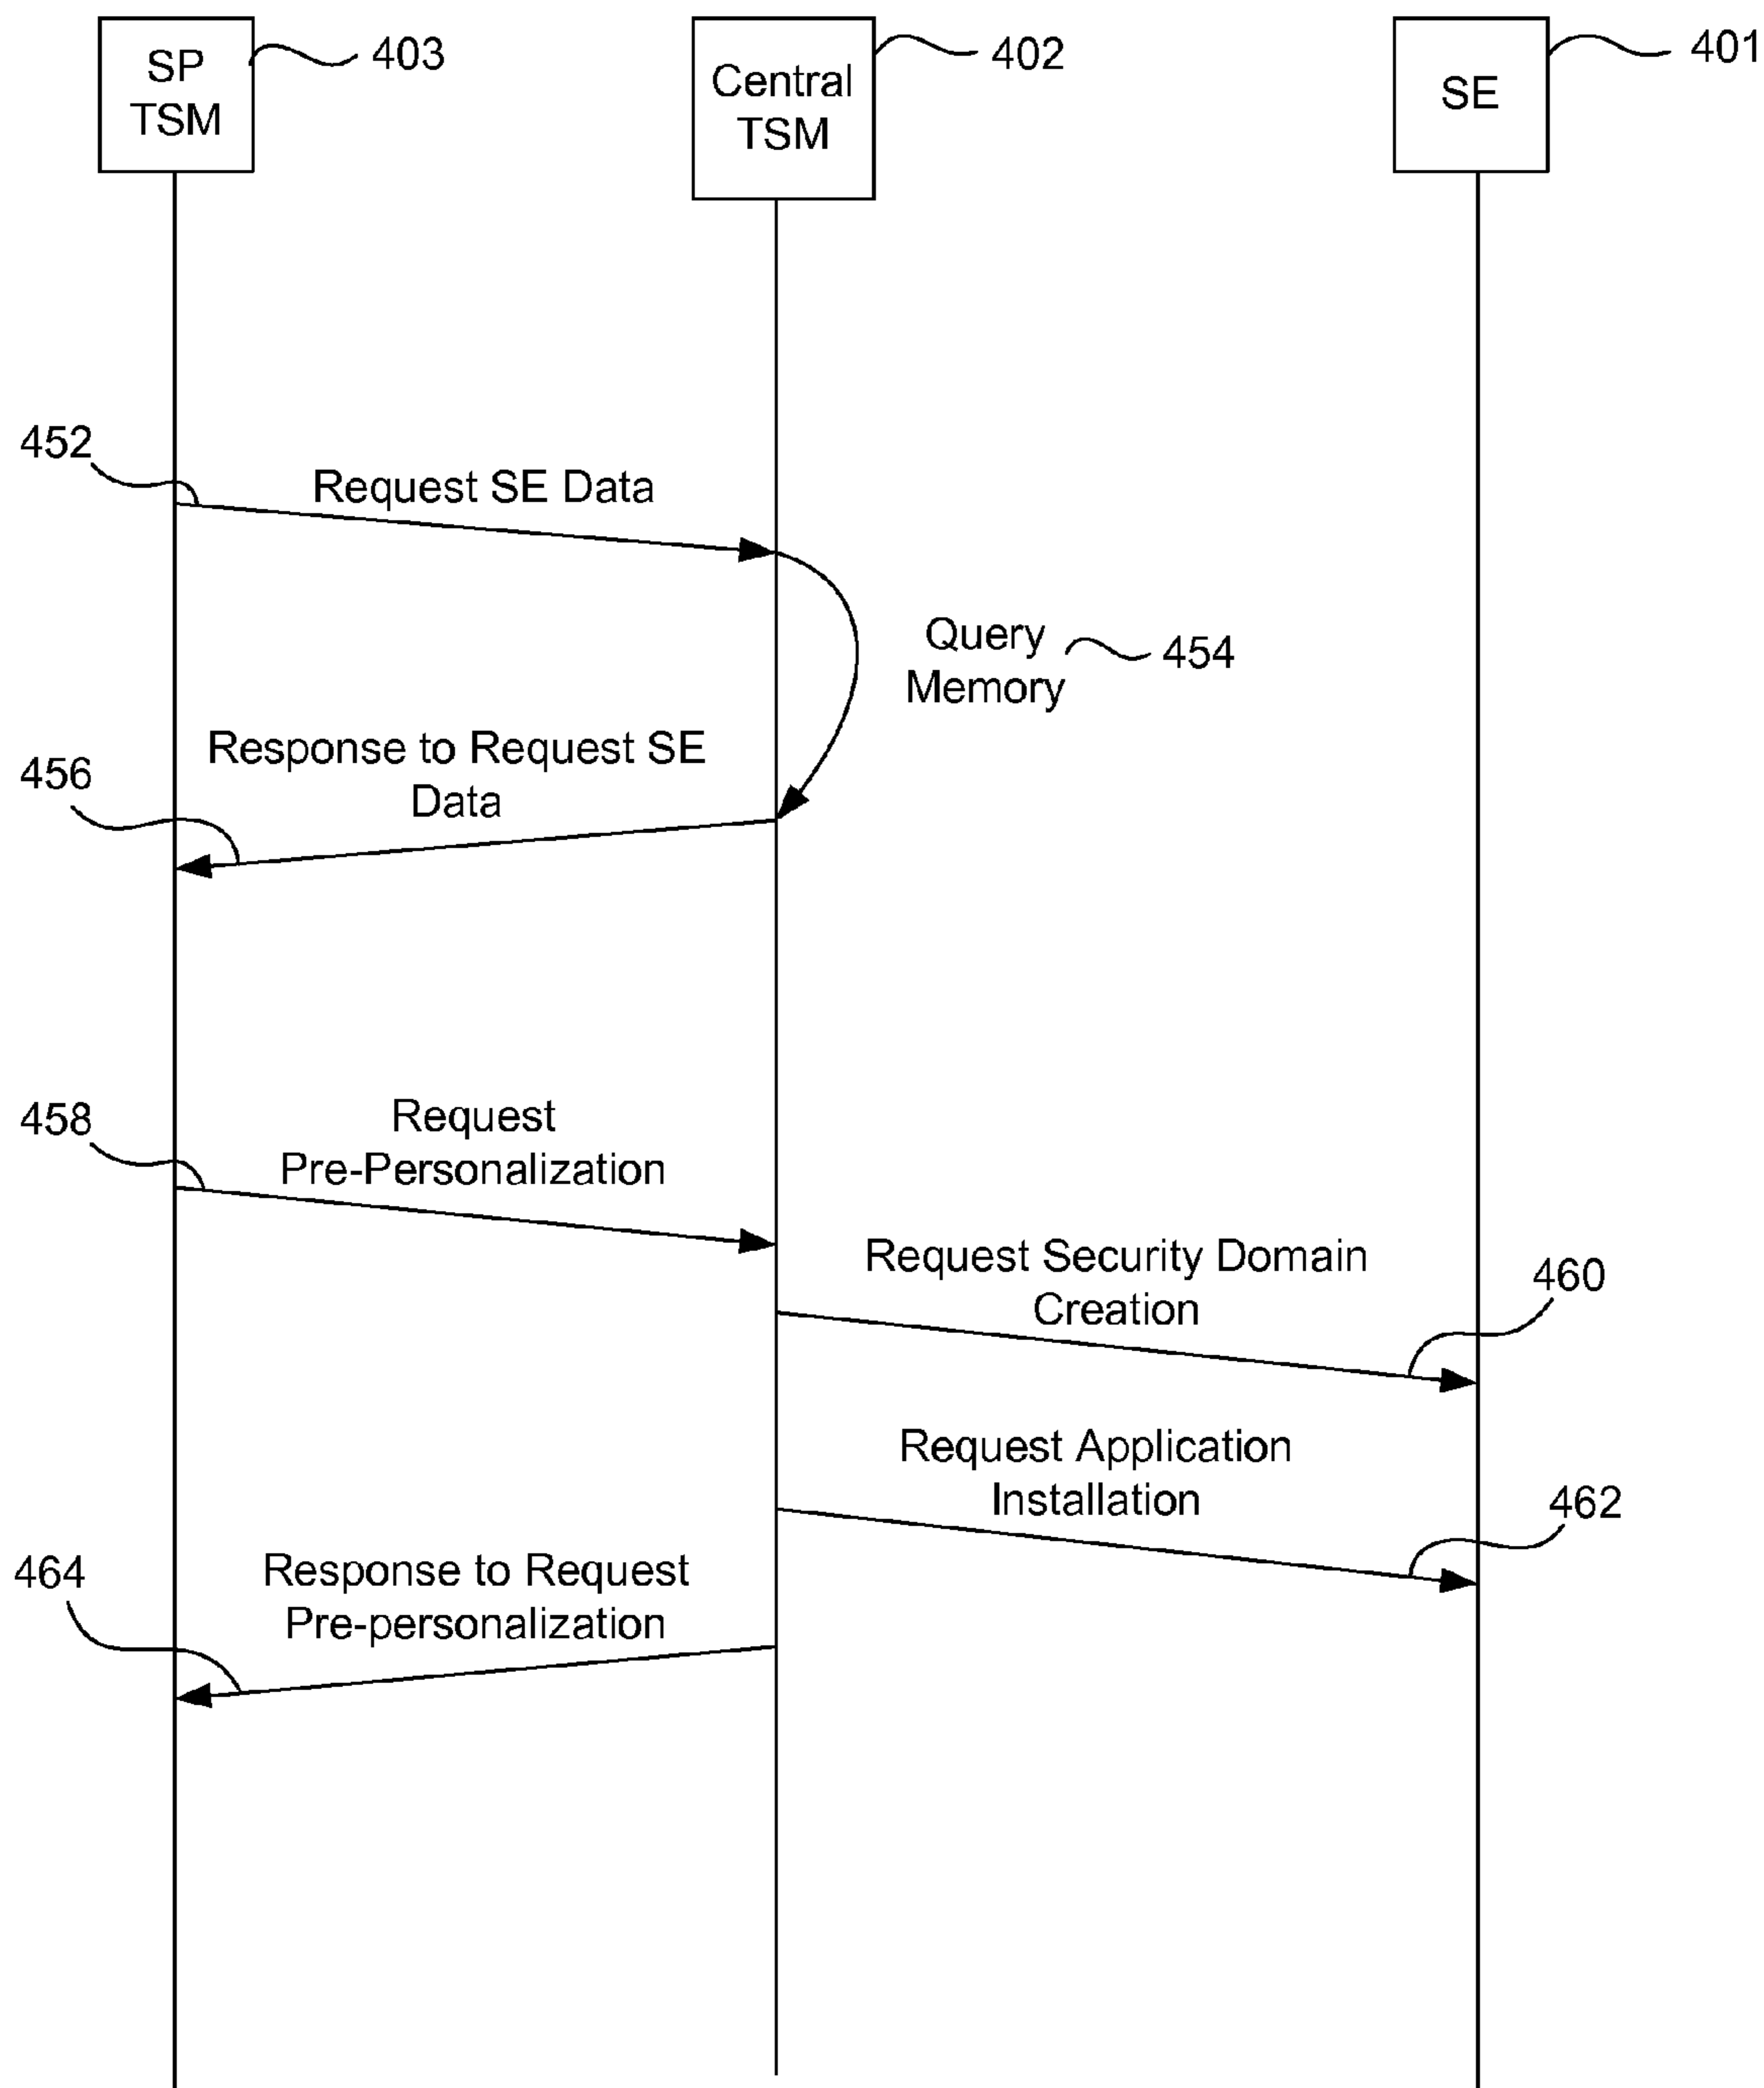 SP
TSM
403
Central
TSM
402
SE
401
452
Request SE Data
Query
Memory
454
Response to Request SE
Data
456
458
Request
Pre-Personalization
Request Security Domain
Creation
460
Request Application
Installation
462
464
Response to Request
Pre-personalization